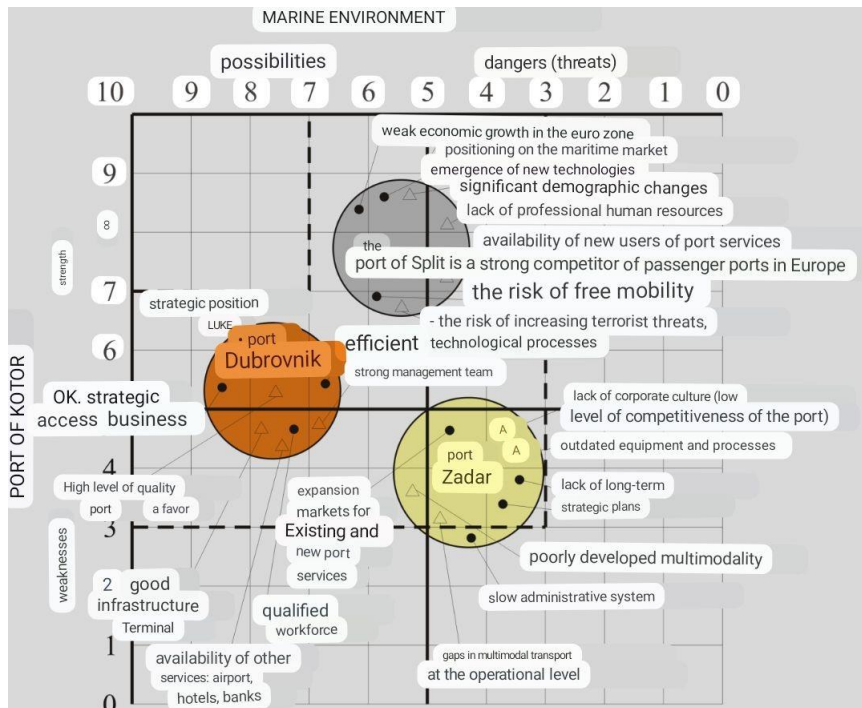 MARINE ENVIRONMENT
possibilities
dangers (threats)
10 9 8 7 6 5 4 3 2 1 0
weak economic growth in the euro zone
positioning on the maritime market
9
emergence of new technologies
significant demographic changes
8
lack of professional human resources
strength
availability of new users of port services
the
port of Split is a strong competitor of passenger ports in Europe
7
the risk of free mobility
strategic position
LUKE
- the risk of increasing terrorist threats,
technological processes
6
• port
Dubrovnik
efficient
strong management team
PORT OF KOTOR
OK. strategic
access business
lack of corporate culture (low
level of competitiveness of the port)
A
A
outdated equipment and processes
port
Zadar
4
High level of quality
port
a favor
lack of long-term
strategic plans
expansion
markets for
Existing and
new port
services
3
weaknesses
poorly developed multimodality
2
good
infrastructure
Terminal
slow administrative system
qualified
workforce
1
availability of other
services: airport,
hotels, banks
gaps in multimodal transport
at the operational level
0